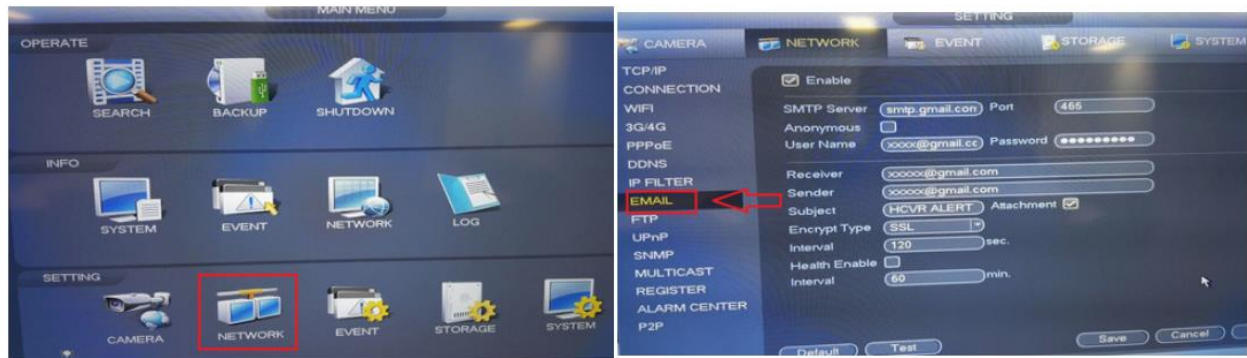 MAIN MENU
OPERATE
SEARCH BACKUP SHUTDOWN
INFO
SYSTEM EVENT NETWORK LOG
SETTING
CAMERA NETWORK EVENT STORAGE SYSTEM
SETTING
CAMERA NETWORK EVENT STORAGE SYSTEM
TCP/IP
CONNECTION
WIFI
3G/4G
PPPoE
DDNS
IP FILTER
EMAIL
FTP
UPnP
SNMP
MULTICAST
REGISTER
ALARM CENTER
P2P
Enable
SMTP Server smtp.gmail.con Port 465
Anonymous
User Name xxxx@gmail.cc Password •••••••••
Receiver xxxxx@gmail.com
Sender xxxxx@gmail.com
Subject HCVR ALERT Attachment
Encrypt Type SSL
Interval 120 sec.
Health Enable
Interval 60 min.
Default Test Save Cancel